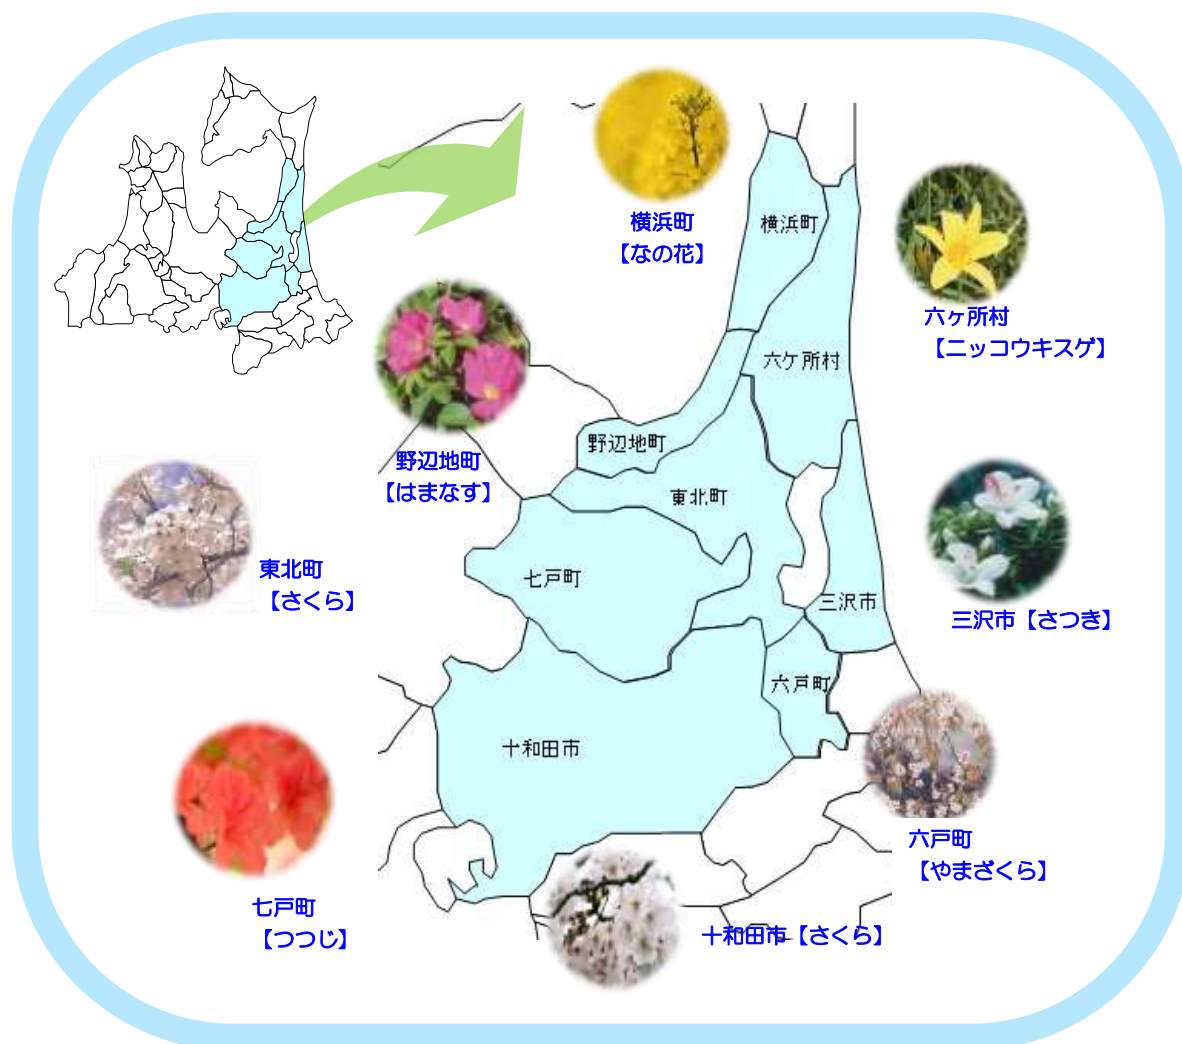 横浜町
【なの花】
横浜町
六ヶ所村
【ニッコウキスゲ】
六ケ所村
野辺地町
野辺地町
【はまなす】
東北町
東北町
【さくら】
七戸町
三沢市
三沢市【さつき】
六戸町
十和田市
六戸町
【やまざくら】
七戸町
【つつじ】
十和田市【さくら】